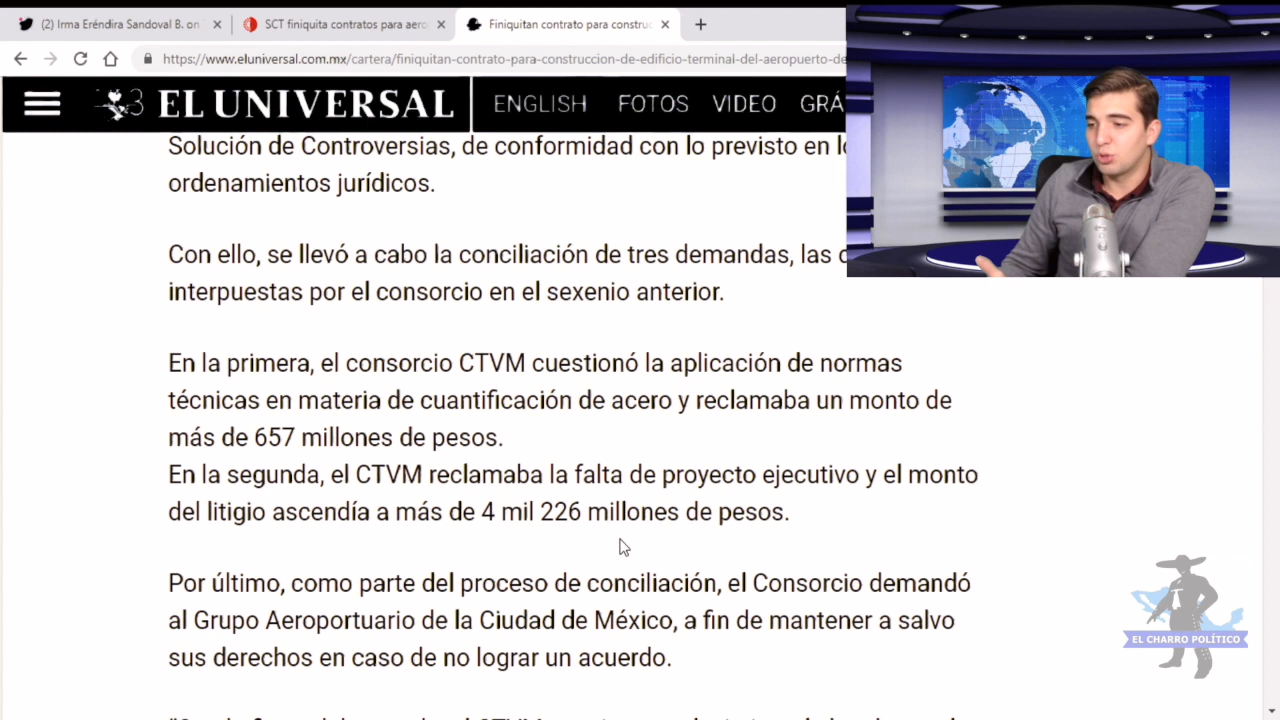 (2) Irma Eréndira Sandoval B. on
SCT finiquita contratos para aero
Finiquitan contrato para construc
https://www.eluniversal.com.mx/cartera/finiquitan-contrato-para-construccion-de-edificio-terminal-del-aeropuerto-de
EL UNIVERSAL
ENGLISH FOTOS VIDEO GRÁ
Solución de Controversias, de conformidad con lo previsto en
ordenamientos jurídicos.
Con ello, se llevó a cabo la conciliación de tres demandas, las
interpuestas por el consorcio en el sexenio anterior.
En la primera, el consorcio CTVM cuestionó la aplicación de normas
técnicas en materia de cuantificación de acero y reclamaba un monto de
más de 657 millones de pesos.
En la segunda, el CTVM reclamaba la falta de proyecto ejecutivo y el monto
del litigio ascendía a más de 4 mil 226 millones de pesos.
Por último, como parte del proceso de conciliación, el Consorcio demandó
al Grupo Aeroportuario de la Ciudad de México, a fin de mantener a salvo
sus derechos en caso de no lograr un acuerdo.
EL CHARRO POLÍTICO